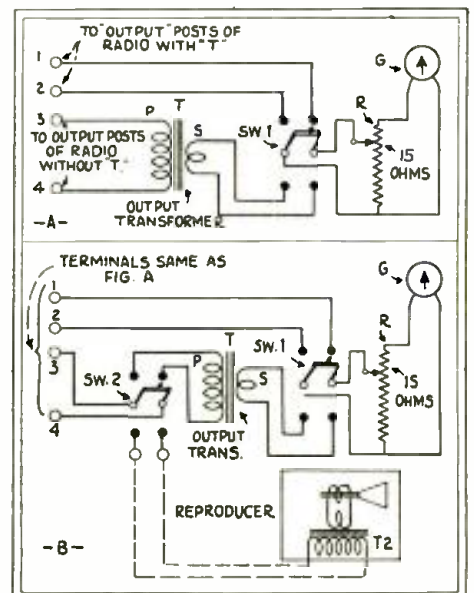 TO "OUTPUT" POSTS OF
RADIO WITH "T"
1
2
3
TO OUTPUT POSTS
OF RADIO
WITHOUT "T"
4
P
T
S
OUTPUT
TRANSFORMER
SW.1
G
R
15
OHMS
-A-
TERMINALS SAME AS
FIG. A
1
2
3
4
SW. 2
P
T
S
OUTPUT
TRANS.
SW.1
G
R
15
OHMS
REPRODUCER
T2
-B-